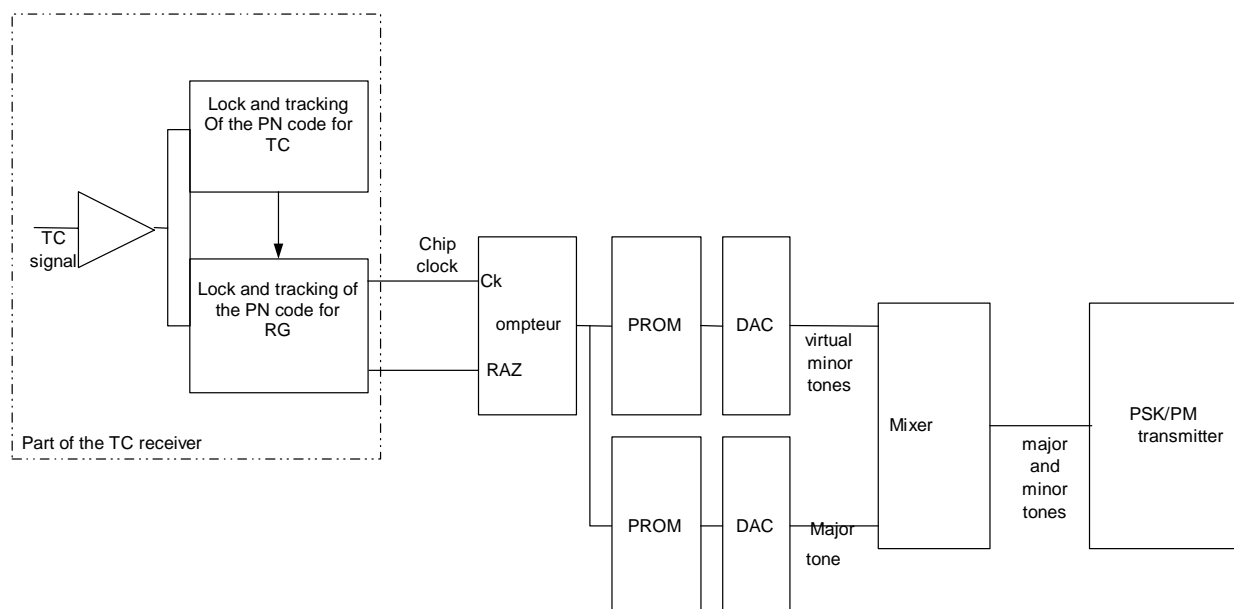 Lock and tracking
Of the PN code for
TC
TC
signal
Lock and tracking of
the PN code for
RG
Part of the TC receiver
Chip
clock
Ck
ompteur
RAZ
PROM
DAC
virtual
minor
tones
PROM
DAC
Major
tone
Mixer
major
and
minor
tones
PSK/PM
transmitter